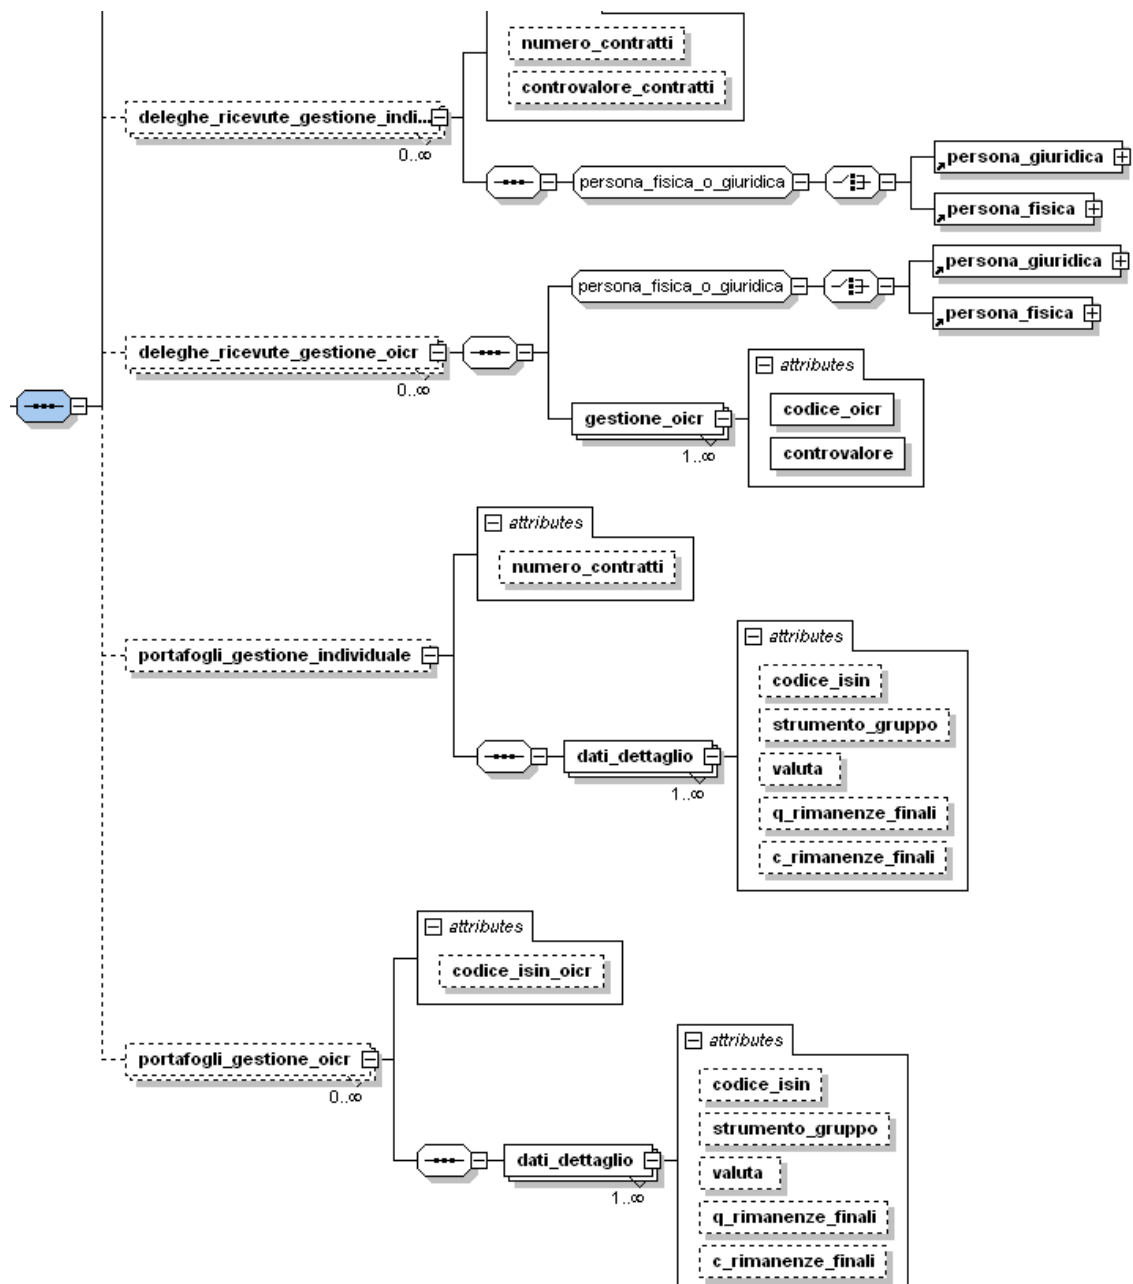 numero_contratti
controvalore_contratti
deleghe_ricevute_gestione_indi...
0..∞
persona_fisica_o_giuridica
persona_giuridica
persona_fisica
persona_fisica_o_giuridica
persona_giuridica
persona_fisica
deleghe_ricevute_gestione_oicr
0..∞
attributes
codice_oicr
controvalore
gestione_oicr
1..∞
attributes
numero_contratti
portafogli_gestione_individuale
attributes
codice_isin
strumento_gruppo
valuta
q_rimanenze_finali
c_rimanenze_finali
dati_dettaglio
1..∞
attributes
codice_isin_oicr
portafogli_gestione_oicr
0..∞
attributes
codice_isin
strumento_gruppo
valuta
q_rimanenze_finali
c_rimanenze_finali
dati_dettaglio
1..∞